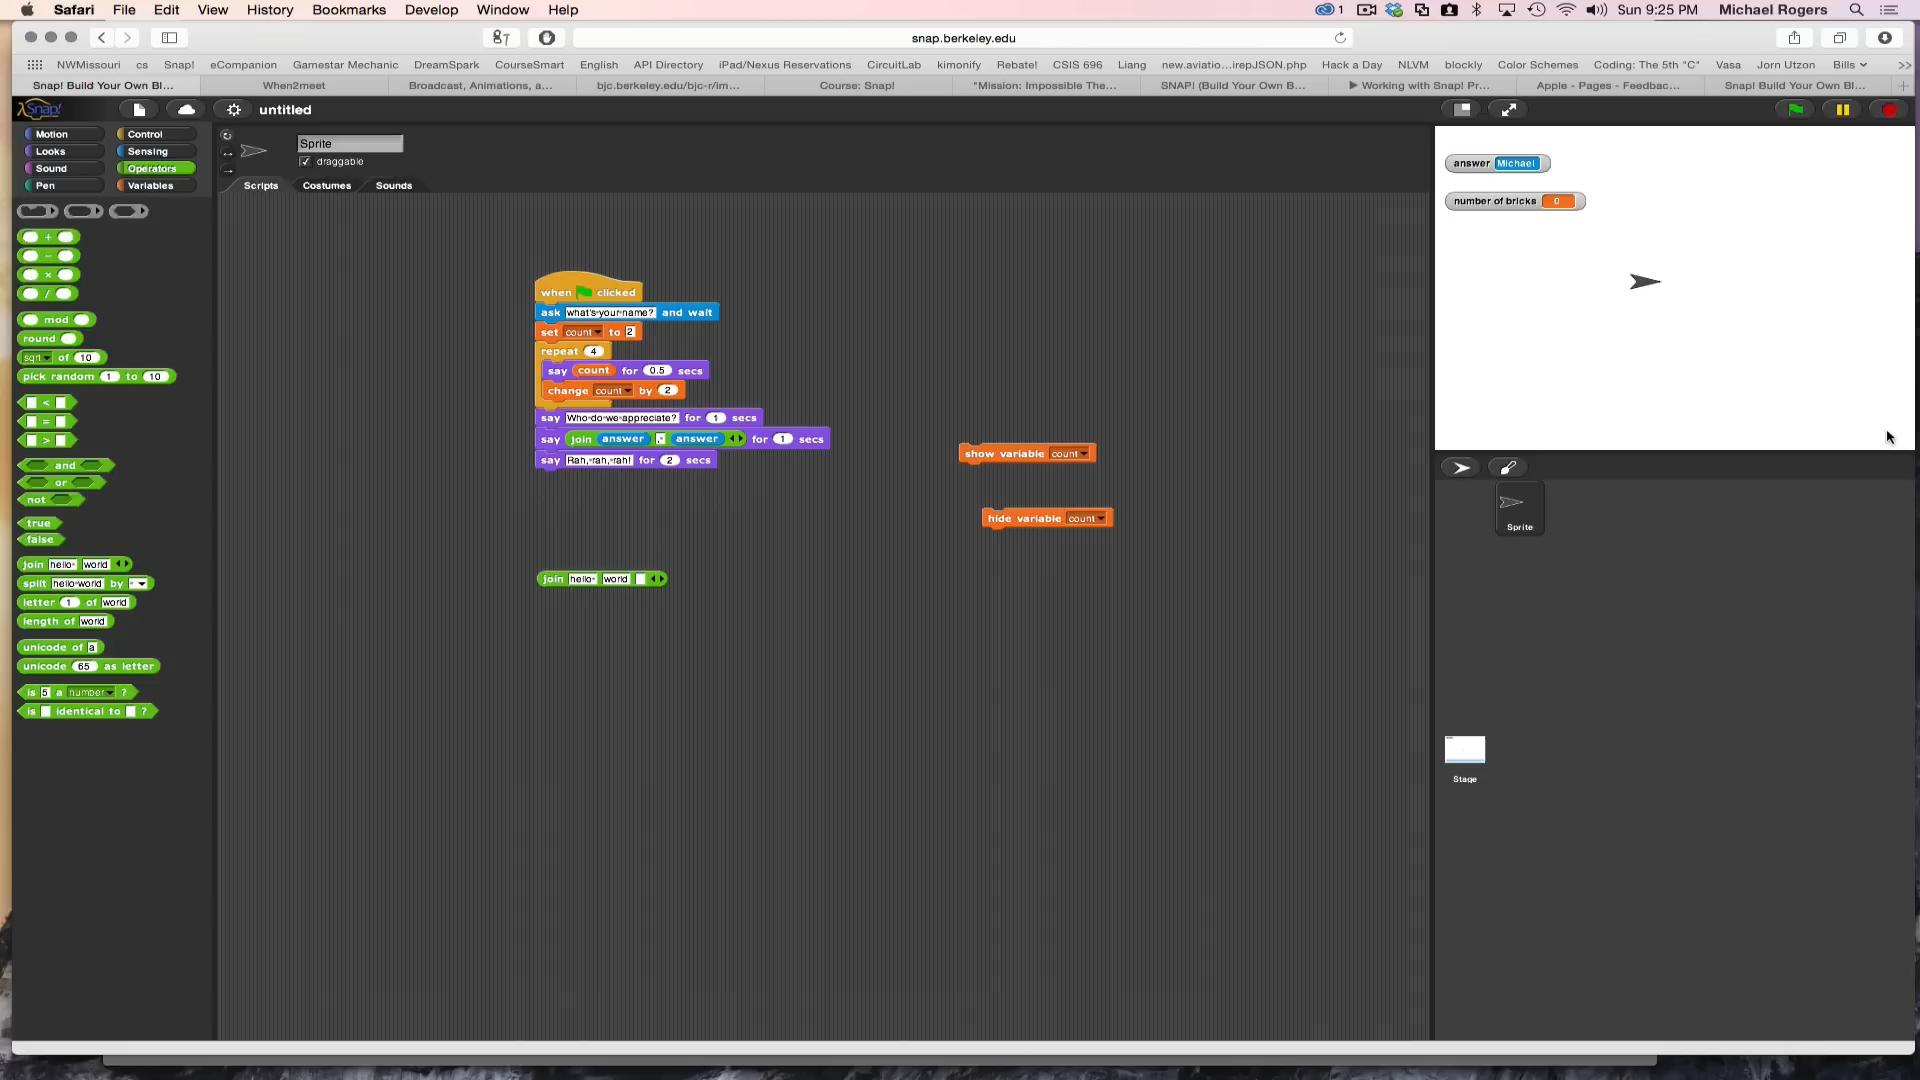 Safari File Edit View History Bookmarks Develop Window Help 1 Sun 9:25 PM Michael Rogers
snap.berkeley.edu
NWMissouri cs Snap! eCompanion Gamestar Mechanic DreamSpark CourseSmart English API Directory iPad/Nexus Reservations CircuitLab kimonify Rebate! CSIS 696 Liang new.aviatio...irepJSON.php Hack a Day NLVM blockly Color Schemes Coding: The 5th "C" Vasa Jorn Utzon Bills >>
Snap! Build Your Own Bl... When2meet Broadcast, Animations, a... bjc.berkeley.edu/bjc-r/im... Course: Snap! "Mission: Impossible The... SNAP! (Build Your Own B... ▶ Working with Snap! Pr... Apple - Pages - Feedbac... Snap! Build Your Own Bl... +
Snap! untitled
Motion Control
Looks Sensing
Sound Operators
Pen Variables
Sprite
draggable
Scripts Costumes Sounds
+
−
×
/
mod
round
sqrt of 10
pick random 1 to 10
<
=
>
and
or
not
true
false
join hello world
split hello world by
letter 1 of world
length of world
unicode of a
unicode 65 as letter
is 5 a number ?
is identical to ?
when clicked
ask what's your name? and wait
set count to 2
repeat 4
say count for 0.5 secs
change count by 2
say Who do we appreciate? for 1 secs
say join answer , answer for 1 secs
say Rah, rah, rah! for 2 secs
join hello world
show variable count
hide variable count
answer Michael
number of bricks 0
Sprite
Stage